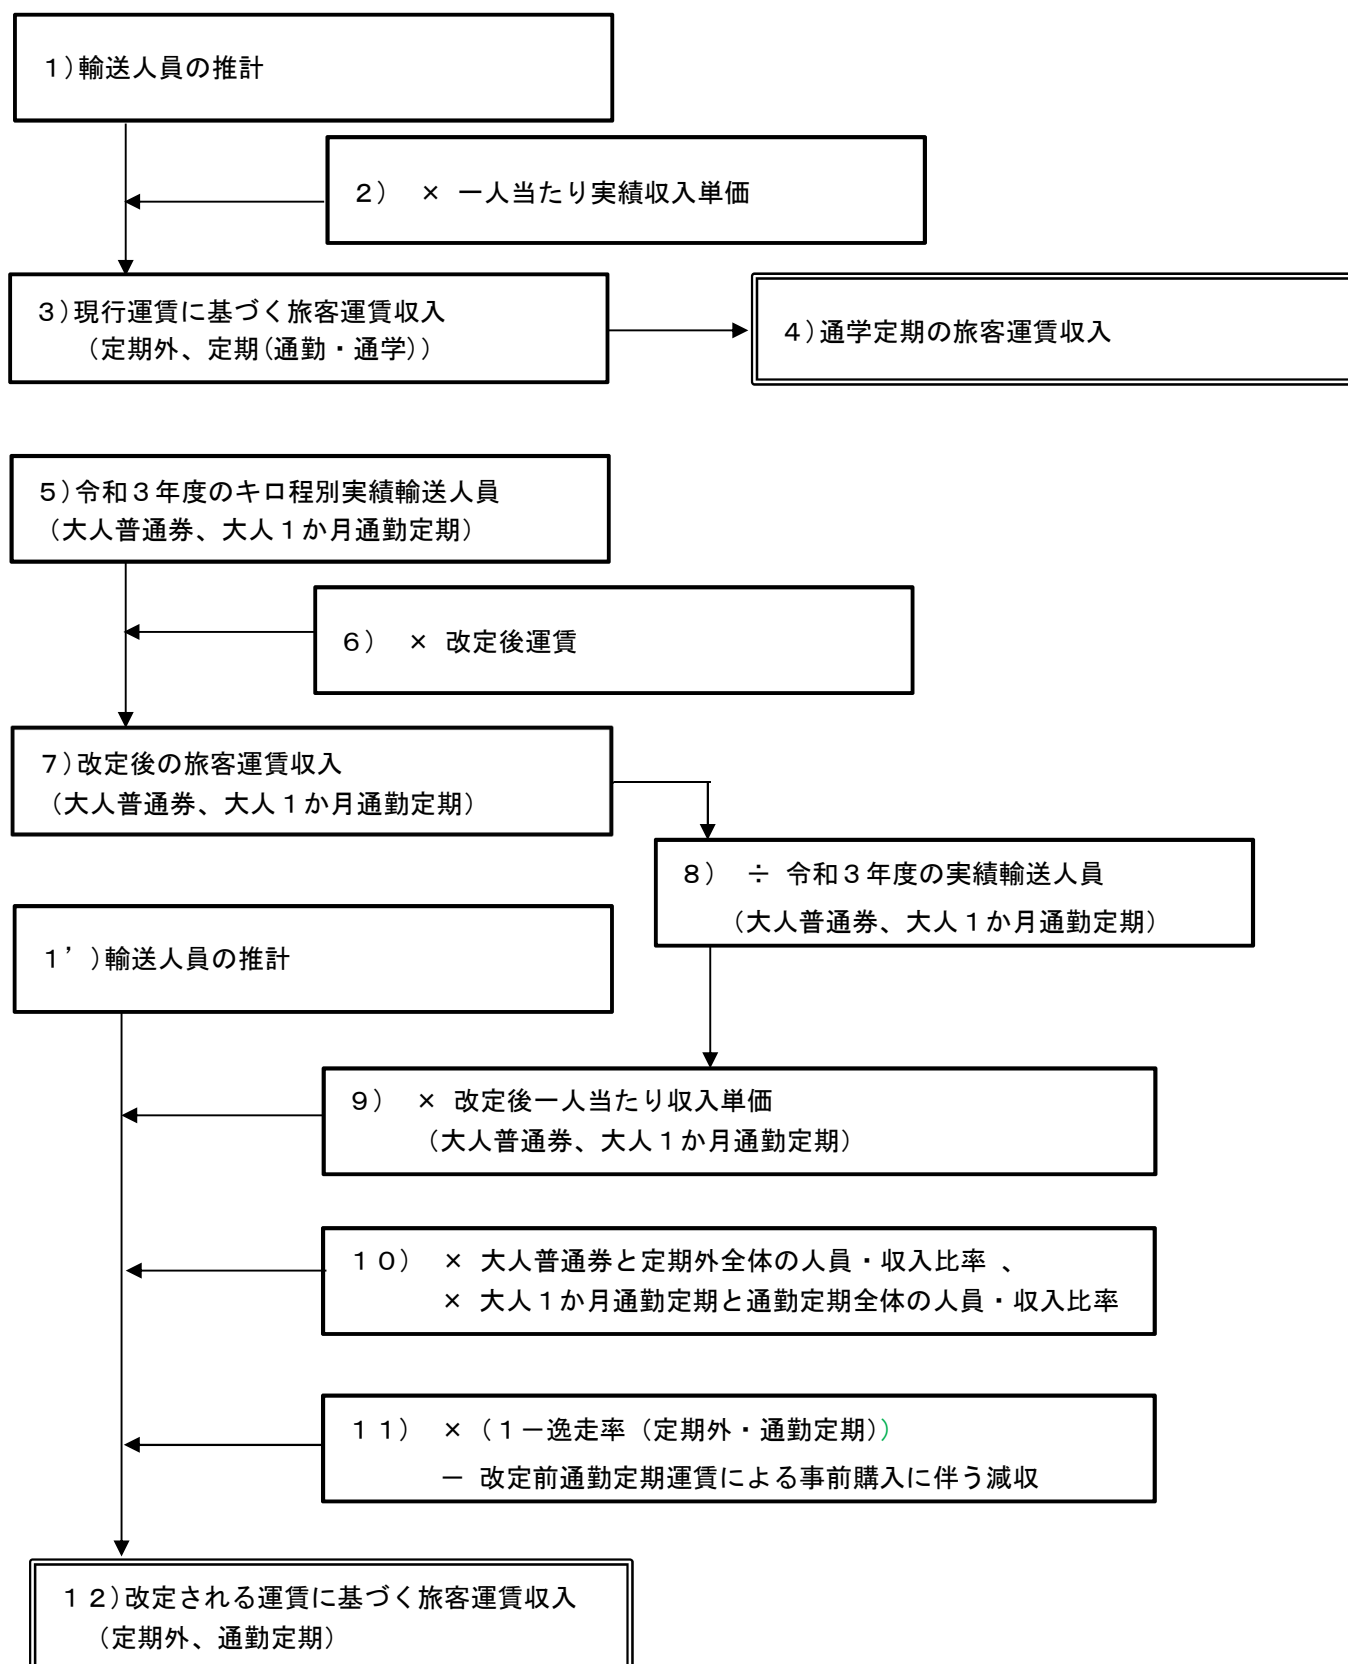 1)輸送人員の推計
2) × 一人当たり実績収入単価
3)現行運賃に基づく旅客運賃収入
(定期外、定期(通勤・通学))
4)通学定期の旅客運賃収入
5)令和3年度のキロ程別実績輸送人員
(大人普通券、大人1か月通勤定期)
6) × 改定後運賃
7)改定後の旅客運賃収入
(大人普通券、大人1か月通勤定期)
8) ÷ 令和3年度の実績輸送人員
(大人普通券、大人1か月通勤定期)
1’)輸送人員の推計
9) × 改定後一人当たり収入単価
(大人普通券、大人1か月通勤定期)
10) × 大人普通券と定期外全体の人員・収入比率 、
× 大人1か月通勤定期と通勤定期全体の人員・収入比率
11) ×(1-逸走率(定期外・通勤定期))
- 改定前通勤定期運賃による事前購入に伴う減収
12)改定される運賃に基づく旅客運賃収入
(定期外、通勤定期)